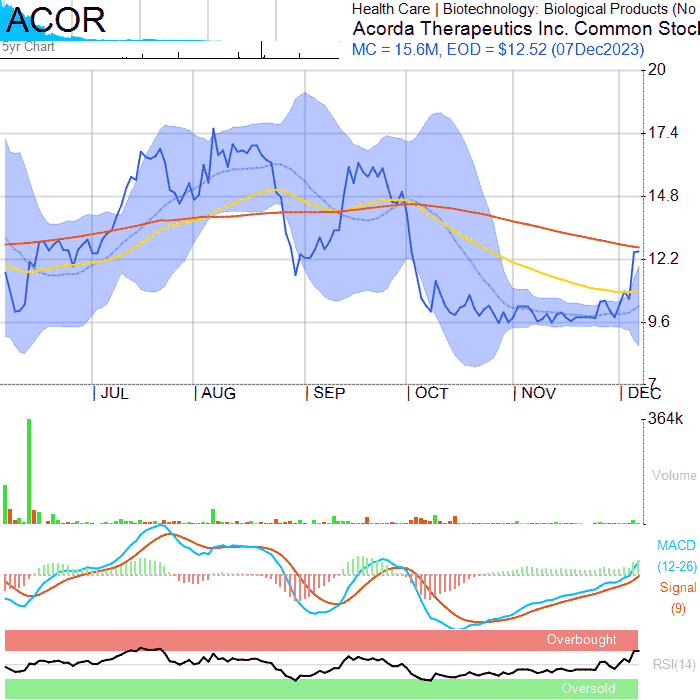 ACOR
5yr Chart
Health Care | Biotechnology: Biological Products (No
Acorda Therapeutics Inc. Common Stock
MC = 15.6M, EOD = $12.52 (07Dec2023)
20
17.4
14.8
12.2
9.6
7
JUL
AUG
SEP
OCT
NOV
DEC
364k
Volume
MACD
(12-26)
Signal
(9)
Overbought
RSI(14)
Oversold